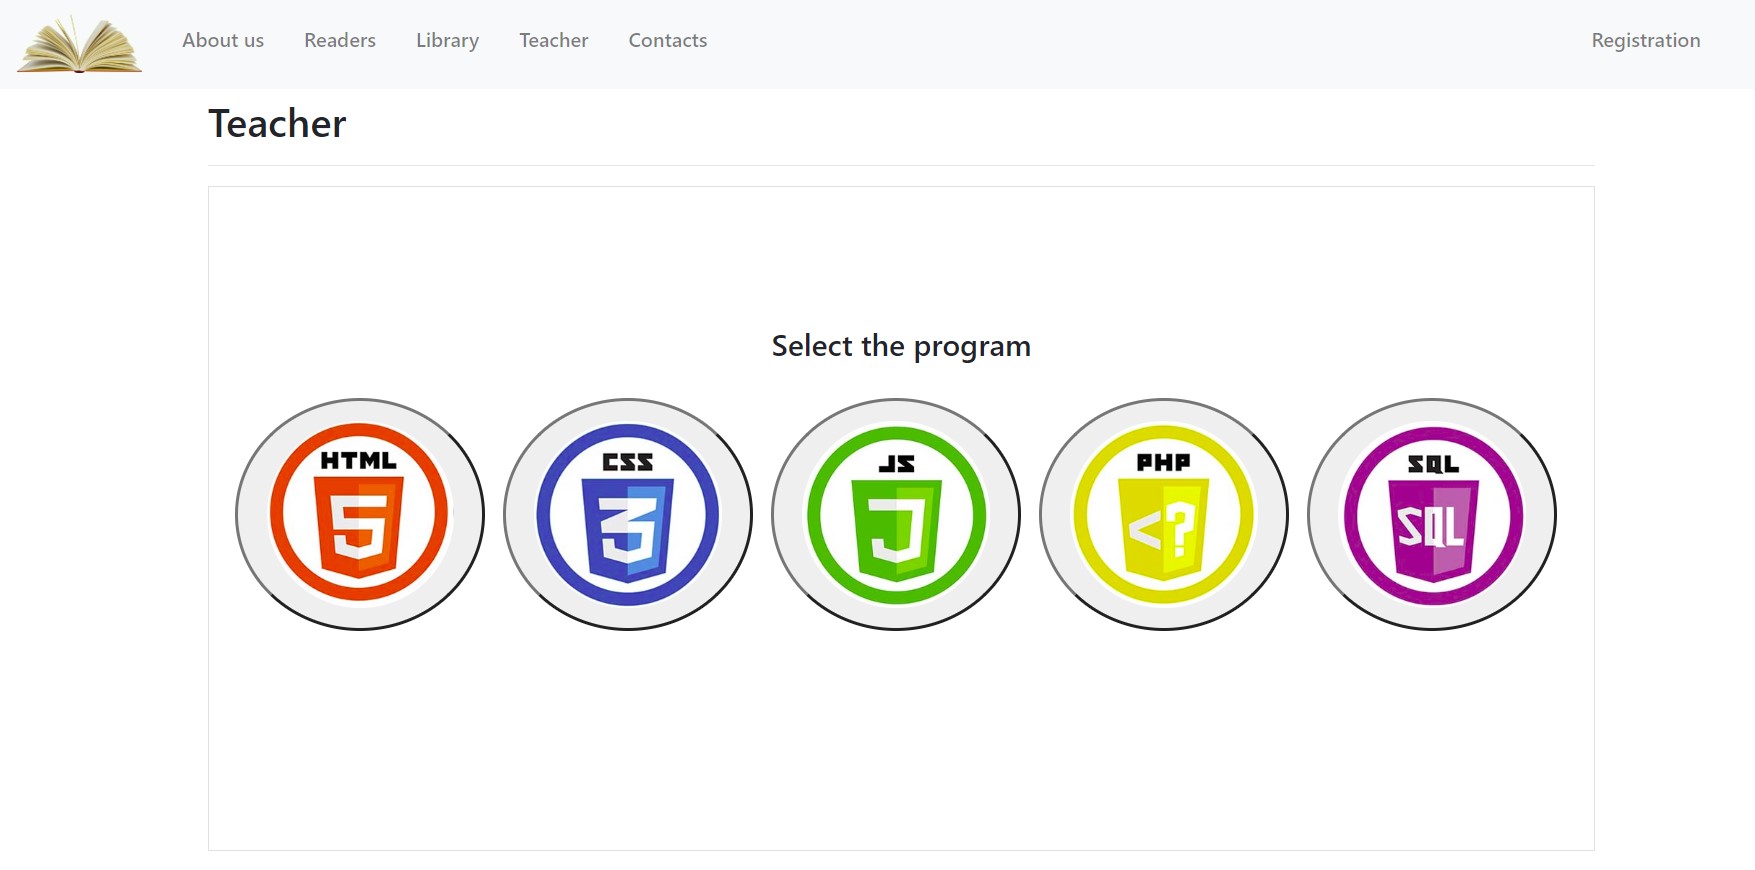 About us Readers Library Teacher Contacts Registration
Teacher
Select the program
HTML CSS JS PHP SQL
5 3 J <? SQL